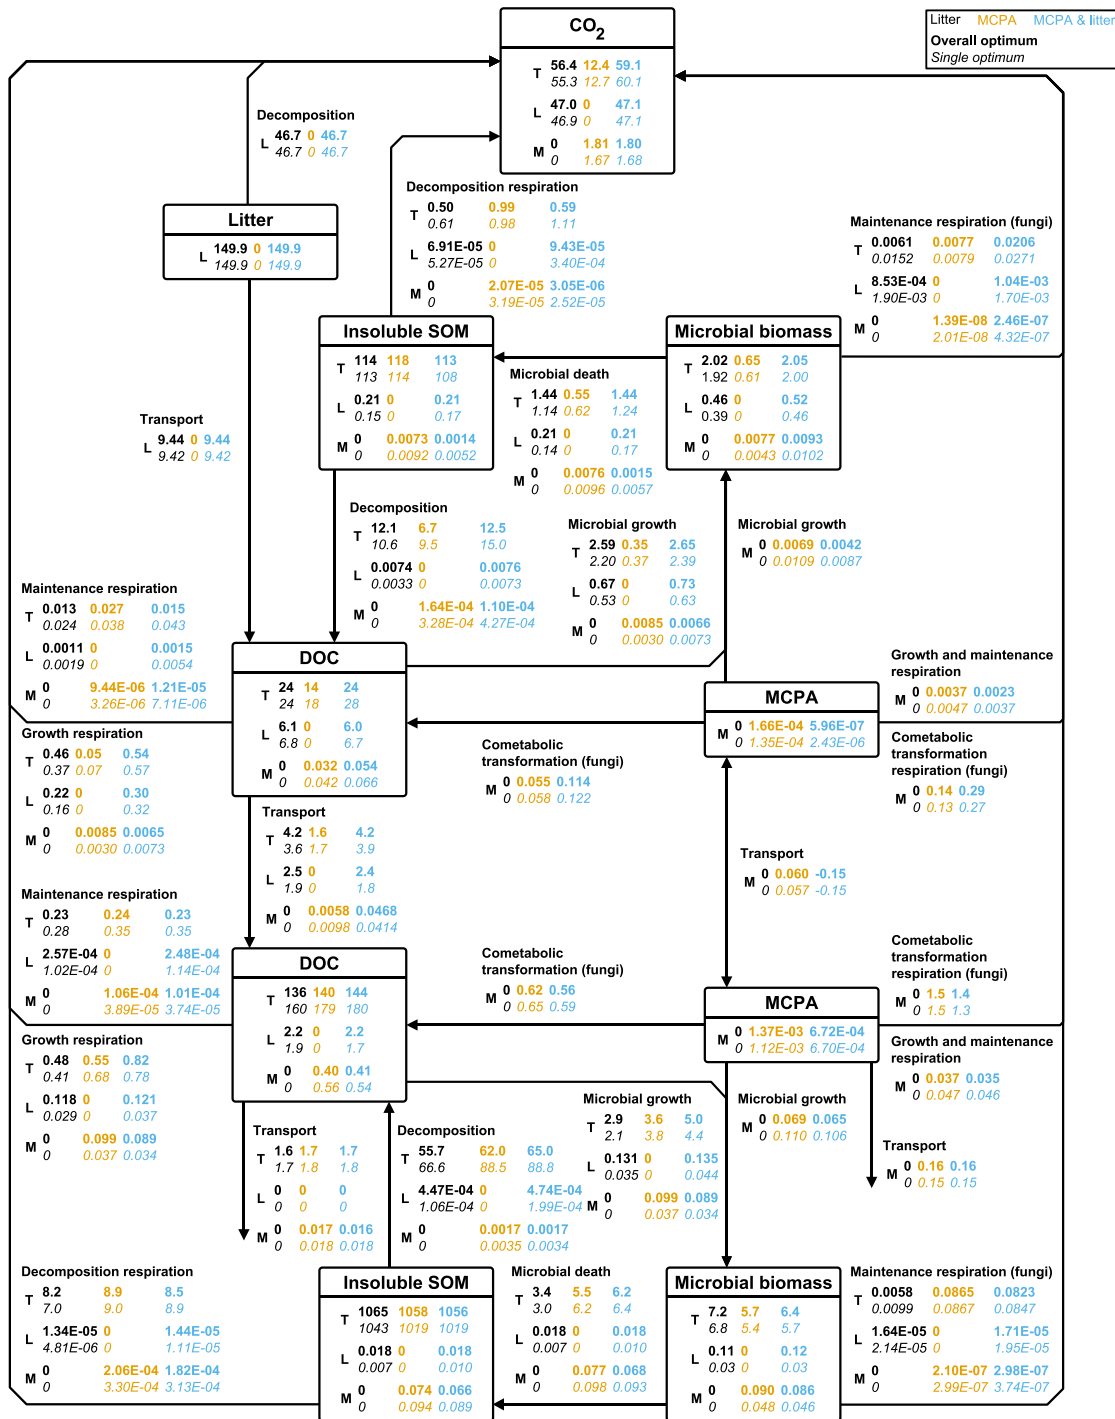 Litter MCPA MCPA & litter
Overall optimum
Single optimum
CO2
T 56.4 12.4 59.1
55.3 12.7 60.1
L 47.0 0 47.1
46.9 0 47.1
M 0 1.81 1.80
0 1.67 1.68
Decomposition
L 46.7 0 46.7
46.7 0 46.7
Litter
L 149.9 0 149.9
149.9 0 149.9
Decomposition respiration
T 0.50 0.99 0.59
0.61 0.98 1.11
L 6.91E-05 0 9.43E-05
5.27E-05 0 3.40E-04
M 0 2.07E-05 3.05E-06
0 3.19E-05 2.52E-05
Maintenance respiration (fungi)
T 0.0061 0.0077 0.0206
0.0152 0.0079 0.0271
L 8.53E-04 0 1.04E-03
1.90E-03 0 1.70E-03
M 0 1.39E-08 2.46E-07
0 2.01E-08 4.32E-07
Insoluble SOM
T 114 118 113
113 114 108
L 0.21 0 0.21
0.15 0 0.17
M 0 0.0073 0.0014
0 0.0092 0.0052
Microbial biomass
T 2.02 0.65 2.05
1.92 0.61 2.00
L 0.46 0 0.52
0.39 0 0.46
M 0 0.0077 0.0093
0 0.0043 0.0102
Microbial death
T 1.44 0.55 1.44
1.14 0.62 1.24
L 0.21 0 0.21
0.14 0 0.17
M 0 0.0076 0.0015
0 0.0096 0.0057
Transport
L 9.44 0 9.44
9.42 0 9.42
Decomposition
T 12.1 6.7 12.5
10.6 9.5 15.0
L 0.0074 0 0.0076
0.0033 0 0.0073
M 0 1.64E-04 1.10E-04
0 3.28E-04 4.27E-04
Microbial growth
T 2.59 0.35 2.65
2.20 0.37 2.39
L 0.67 0 0.73
0.53 0 0.63
M 0 0.0085 0.0066
0 0.0030 0.0073
Microbial growth
M 0 0.0069 0.0042
0 0.0109 0.0087
Maintenance respiration
T 0.013 0.027 0.015
0.024 0.038 0.043
L 0.0011 0 0.0015
0.0019 0 0.0054
M 0 9.44E-06 1.21E-05
0 3.26E-06 7.11E-06
DOC
T 24 14 24
24 18 28
L 6.1 0 6.0
6.8 0 6.7
M 0 0.032 0.054
0 0.042 0.066
MCPA
M 0 1.66E-04 5.96E-07
0 1.35E-04 2.43E-06
Growth and maintenance
respiration
M 0 0.0037 0.0023
0 0.0047 0.0037
Growth respiration
T 0.46 0.05 0.54
0.37 0.07 0.57
L 0.22 0 0.30
0.16 0 0.32
M 0 0.0085 0.0065
0 0.0030 0.0073
Cometabolic
transformation (fungi)
M 0 0.055 0.114
0 0.058 0.122
Cometabolic
transformation
respiration (fungi)
M 0 0.14 0.29
0 0.13 0.27
Transport
T 4.2 1.6 4.2
3.6 1.7 3.9
L 2.5 0 2.4
1.9 0 1.8
M 0 0.0058 0.0468
0 0.0098 0.0414
Transport
M 0 0.060 -0.15
0 0.057 -0.15
Maintenance respiration
T 0.23 0.24 0.23
0.28 0.35 0.35
L 2.57E-04 0 2.48E-04
1.02E-04 0 1.14E-04
M 0 1.06E-04 1.01E-04
0 3.89E-05 3.74E-05
DOC
T 136 140 144
160 179 180
L 2.2 0 2.2
1.9 0 1.7
M 0 0.40 0.41
0 0.56 0.54
Cometabolic
transformation (fungi)
M 0 0.62 0.56
0 0.65 0.59
MCPA
M 0 1.37E-03 6.72E-04
0 1.12E-03 6.70E-04
Cometabolic
transformation
respiration (fungi)
M 0 1.5 1.4
0 1.5 1.3
Growth respiration
T 0.48 0.55 0.82
0.41 0.68 0.78
L 0.118 0 0.121
0.029 0 0.037
M 0 0.099 0.089
0 0.037 0.034
Growth and maintenance
respiration
M 0 0.037 0.035
0 0.047 0.046
Transport
T 1.6 1.7 1.7
1.7 1.8 1.8
L 0 0 0
0 0 0
M 0 0.017 0.016
0 0.018 0.018
Decomposition
T 55.7 62.0 65.0
66.6 88.5 88.8
L 4.47E-04 0 4.74E-04
1.06E-04 0 1.99E-04
M 0 0.0017 0.0017
0 0.0035 0.0034
Microbial growth
T 2.9 3.6 5.0
2.1 3.8 4.4
L 0.131 0 0.135
0.035 0 0.044
M 0 0.099 0.089
0 0.037 0.034
Microbial growth
M 0 0.069 0.065
0 0.110 0.106
Transport
M 0 0.16 0.16
0 0.15 0.15
Decomposition respiration
T 8.2 8.9 8.5
7.0 9.0 8.9
L 1.34E-05 0 1.44E-05
4.81E-06 0 1.11E-05
M 0 2.06E-04 1.82E-04
0 3.30E-04 3.13E-04
Insoluble SOM
T 1065 1058 1056
1043 1019 1019
L 0.018 0 0.018
0.007 0 0.010
M 0 0.074 0.066
0 0.094 0.089
Microbial death
T 3.4 5.5 6.2
3.0 6.2 6.4
L 0.018 0 0.018
0.007 0 0.010
M 0 0.077 0.068
0 0.098 0.093
Microbial biomass
T 7.2 5.7 6.4
6.8 5.4 5.7
L 0.11 0 0.12
0.03 0 0.03
M 0 0.090 0.086
0 0.048 0.046
Maintenance respiration (fungi)
T 0.0058 0.0865 0.0823
0.0099 0.0867 0.0847
L 1.64E-05 0 1.71E-05
2.14E-05 0 1.95E-05
M 0 2.10E-07 2.98E-07
0 2.99E-07 3.74E-07